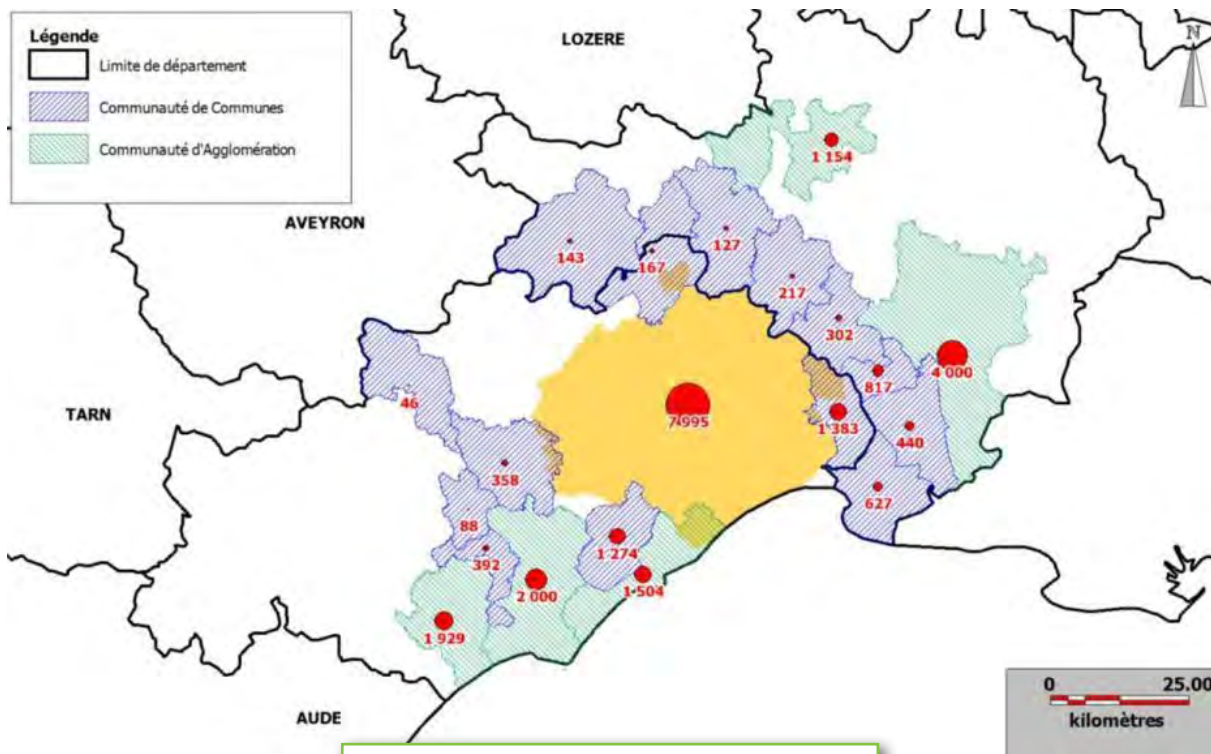 Légende
Limite de département
Communauté de Communes
Communauté d'Agglomération
LOZERE
N
1 154
AVEYRON
143
167
127
217
302
4 000
817
46
TARN
7 995
1 383
440
358
627
88
1 274
392
2 000
1 504
1 929
0 25.00
kilomètres
AUDE